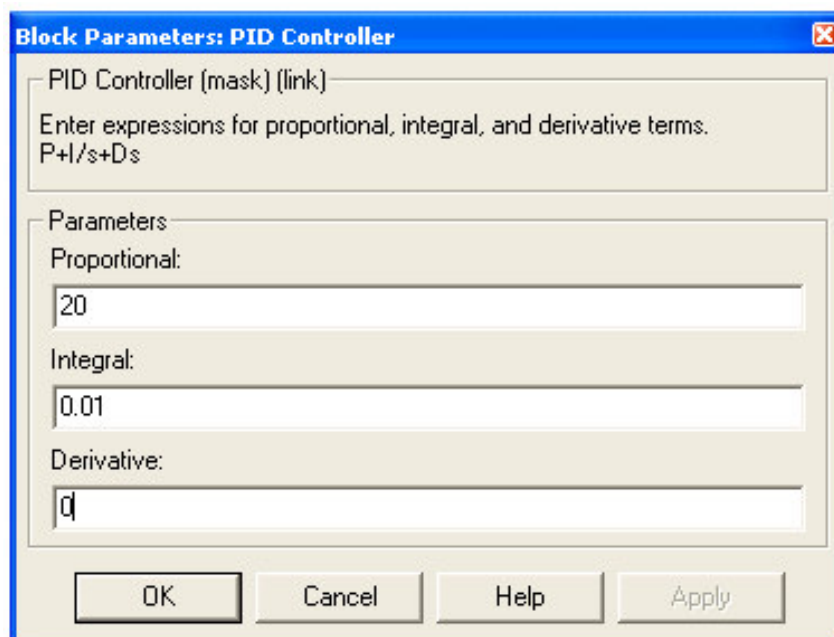 Block Parameters: PID Controller
PID Controller (mask) (link)
Enter expressions for proportional, integral, and derivative terms.
P+I/s+Ds
Parameters
Proportional:
20
Integral:
0.01
Derivative:
0
OK Cancel Help Apply